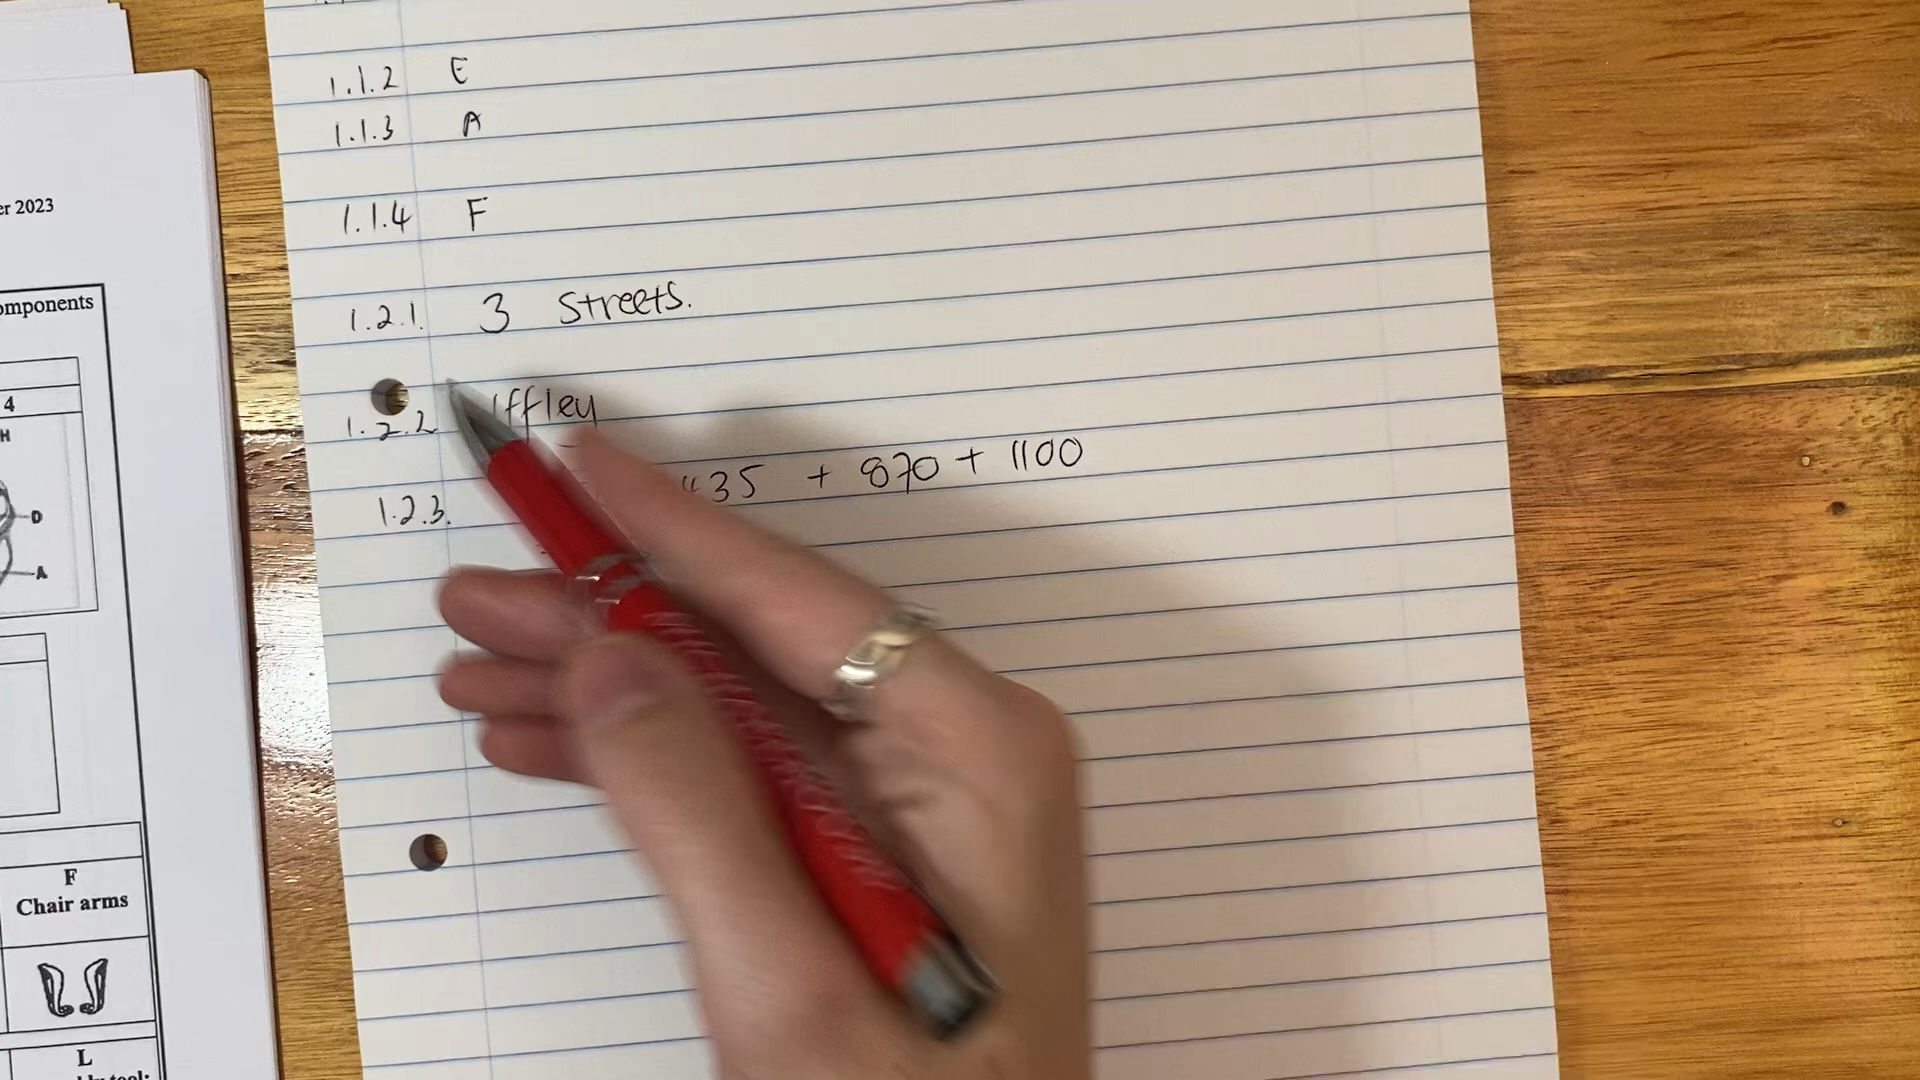 er 2023
omponents
4
H
D
A
F
Chair arms
L
1.1.2 E
1.1.3 A
1.1.4 F
1.2.1. 3 Streets.
1.2.2 Iffley
1.2.3. 435 + 870 + 1100